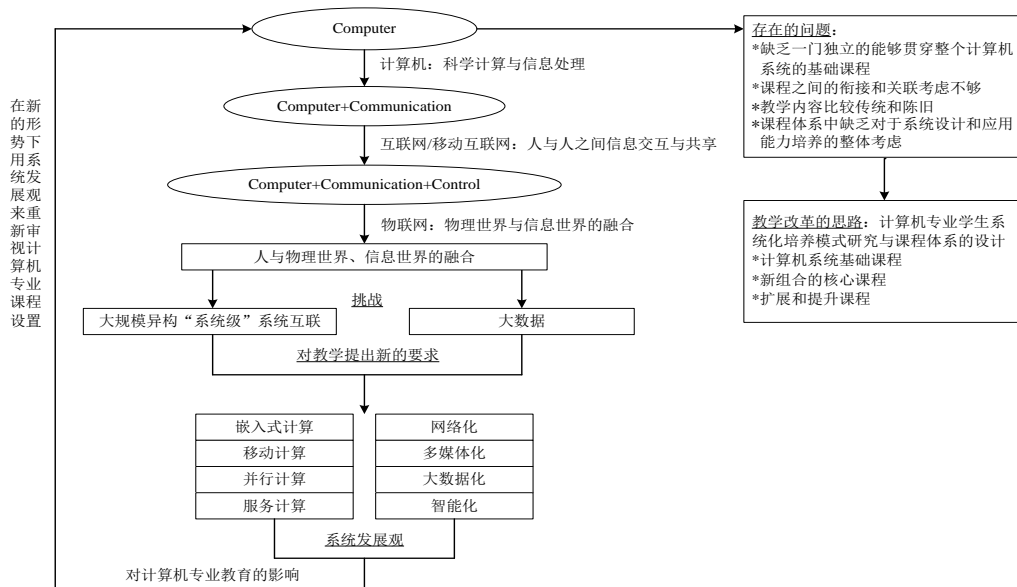 Computer
计算机：科学计算与信息处理
Computer+Communication
互联网/移动互联网：人与人之间信息交互与共享
Computer+Communication+Control
物联网：物理世界与信息世界的融合
人与物理世界、信息世界的融合
挑战
大规模异构“系统级”系统互联
大数据
对教学提出新的要求
嵌入式计算
网络化
移动计算
多媒体化
并行计算
大数据化
服务计算
智能化
系统发展观
对计算机专业教育的影响
在新的形势下用系统发展观来重新审视计算机专业课程设置
存在的问题：
*缺乏一门独立的能够贯穿整个计算机
系统的基础课程
*课程之间的衔接和关联考虑不够
*教学内容比较传统和陈旧
*课程体系中缺乏对于系统设计和应用
能力培养的整体考虑
教学改革的思路：计算机专业学生系
统化培养模式研究与课程体系的设计
*计算机系统基础课程
*新组合的核心课程
*扩展和提升课程